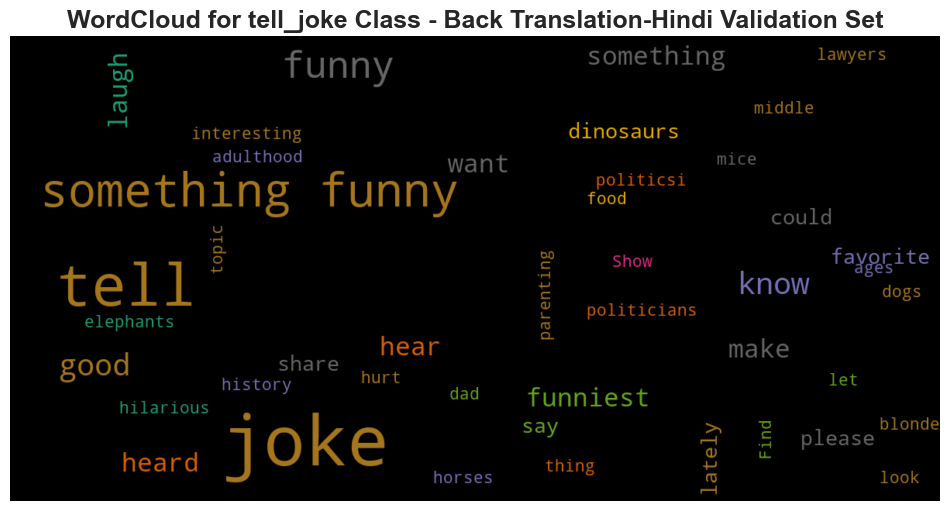 WordCloud for tell_joke Class - Back Translation-Hindi Validation Set
laugh
funny
something
lawyers
middle
interesting
dinosaurs
adulthood
want
mice
something funny
politicsi
food
could
topic
tell
parenting
Show
favorite
ages
know
dogs
elephants
politicians
hear
make
good
share
hurt
history
let
dad
funniest
hilarious
joke
say
lately
Find
please
blonde
heard
thing
horses
look